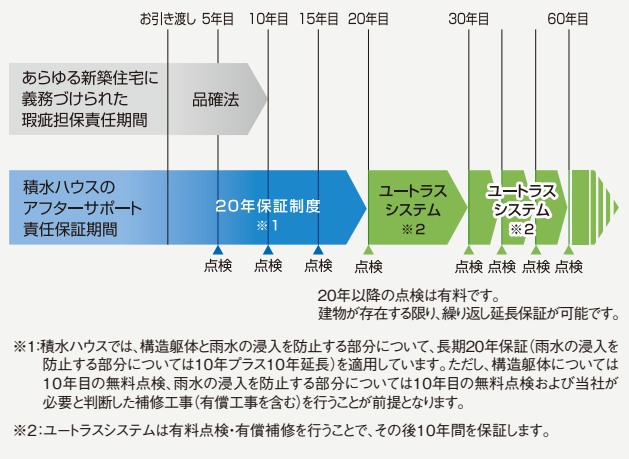 お引き渡し 5年目 10年目 15年目 20年目 30年目 60年目
あらゆる新築住宅に
義務づけられた
瑕疵担保責任期間
品確法
積水ハウスの
アフターサポート
責任保証期間
20年保証制度
※1
ユートラス
システム
※2
ユートラス
システム
※2
点検 点検 点検 点検 点検 点検 点検 点検
20年以降の点検は有料です。
建物が存在する限り、繰り返し延長保証が可能です。
※1:積水ハウスでは、構造躯体と雨水の浸入を防止する部分について、長期20年保証(雨水の浸入を
防止する部分については10年プラス10年延長)を適用しています。ただし、構造躯体については
10年目の無料点検、雨水の浸入を防止する部分については10年目の無料点検および当社が
必要と判断した補修工事(有償工事を含む)を行うことが前提となります。
※2:ユートラスシステムは有料点検・有償補修を行うことで、その後10年間を保証します。